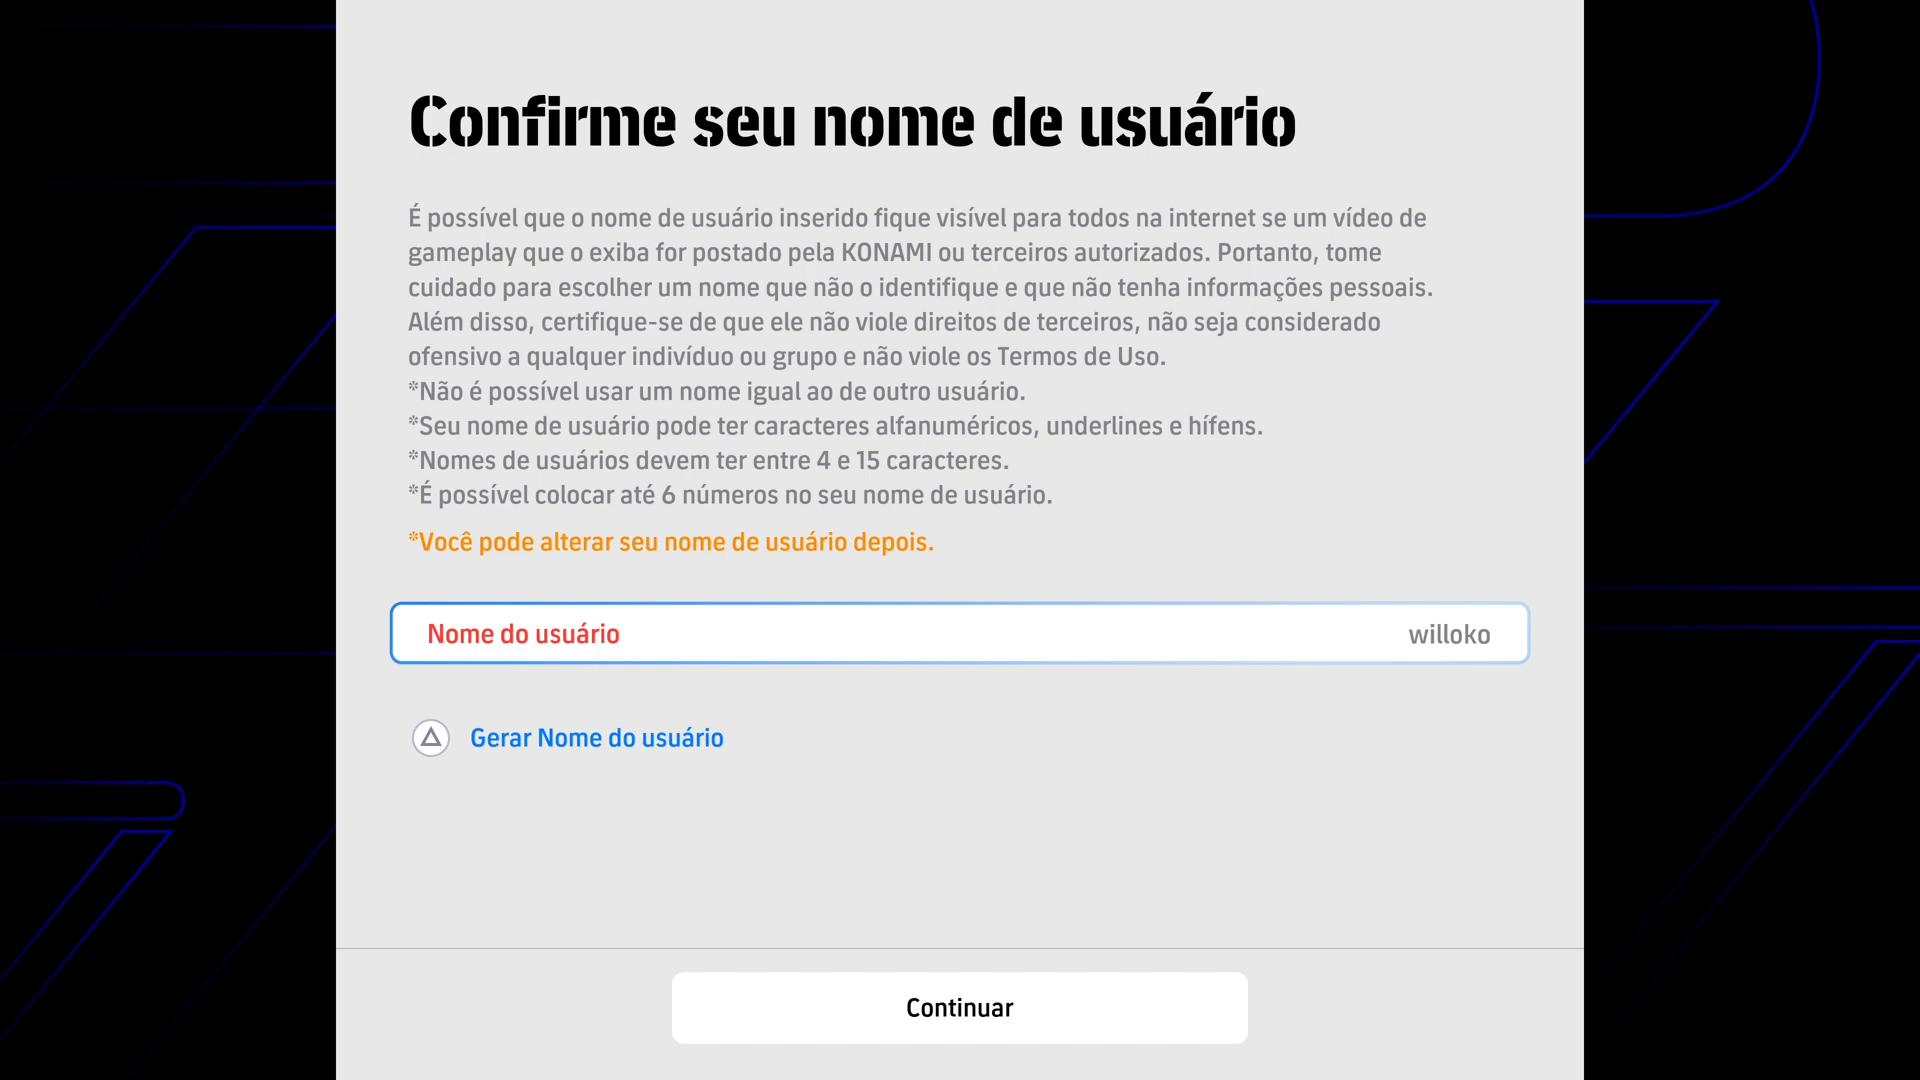 Confirme seu nome de usuário
É possível que o nome de usuário inserido fique visível para todos na internet se um vídeo de
gameplay que o exiba for postado pela KONAMI ou terceiros autorizados. Portanto, tome
cuidado para escolher um nome que não o identifique e que não tenha informações pessoais.
Além disso, certifique-se de que ele não viole direitos de terceiros, não seja considerado
ofensivo a qualquer indivíduo ou grupo e não viole os Termos de Uso.
*Não é possível usar um nome igual ao de outro usuário.
*Seu nome de usuário pode ter caracteres alfanuméricos, underlines e hífens.
*Nomes de usuários devem ter entre 4 e 15 caracteres.
*É possível colocar até 6 números no seu nome de usuário.
*Você pode alterar seu nome de usuário depois.
Nome do usuário willoko
Gerar Nome do usuário
Continuar